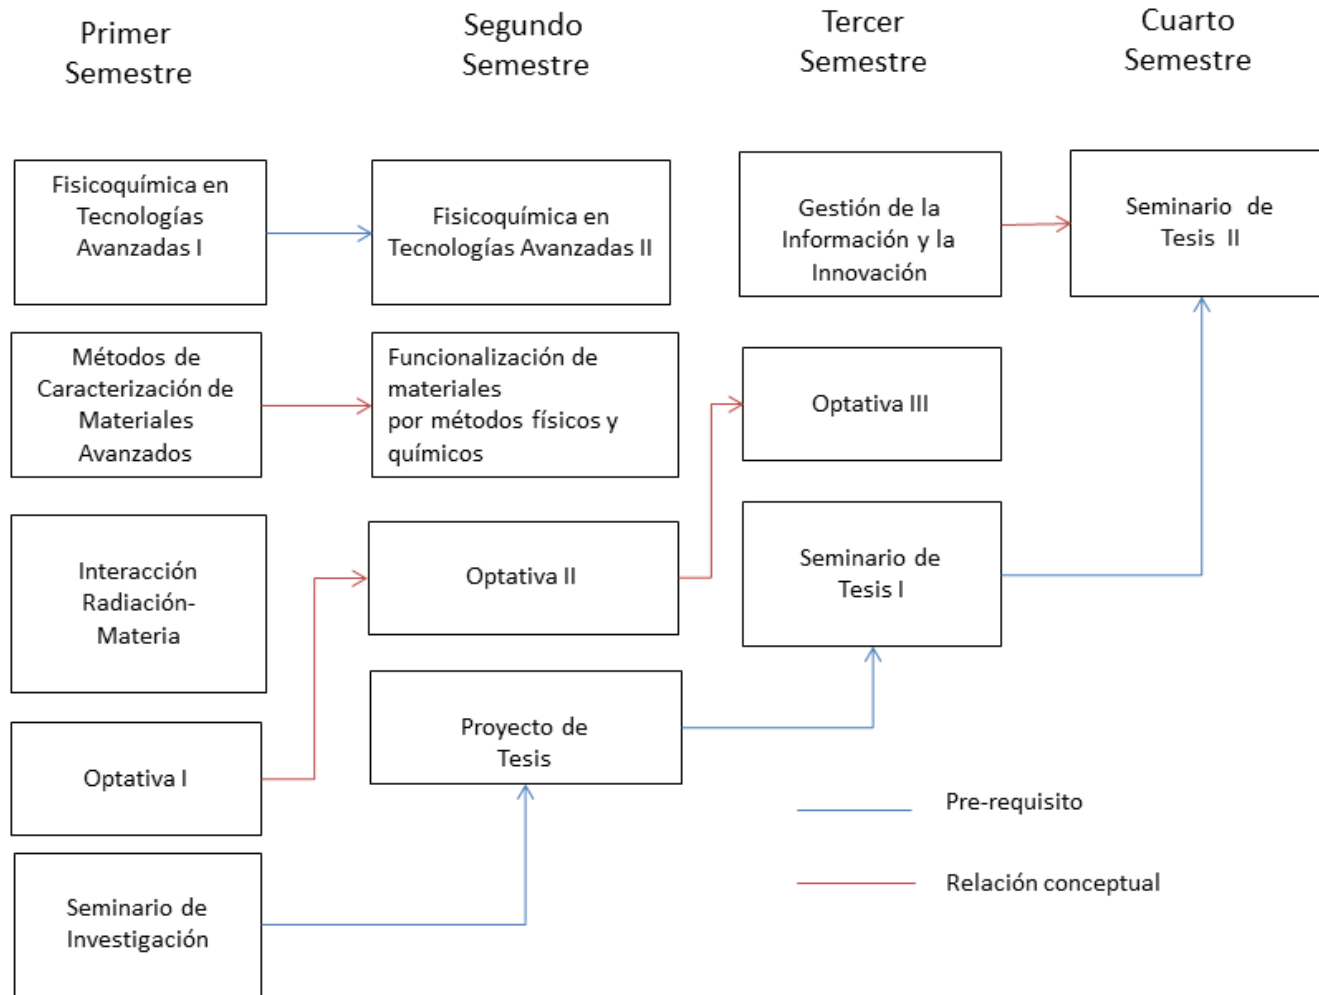 Primer
Semestre
Segundo
Semestre
Tercer
Semestre
Cuarto
Semestre
Fisicoquímica en
Tecnologías
Avanzadas I
Fisicoquímica en
Tecnologías Avanzadas II
Gestión de la
Información y la
Innovación
Seminario de
Tesis II
Métodos de
Caracterización de
Materiales
Avanzados
Funcionalización de
materiales
por métodos físicos y
químicos
Optativa III
Interacción
Radiación-
Materia
Optativa II
Seminario de
Tesis I
Optativa I
Proyecto de
Tesis
Seminario de
Investigación
Pre-requisito
Relación conceptual